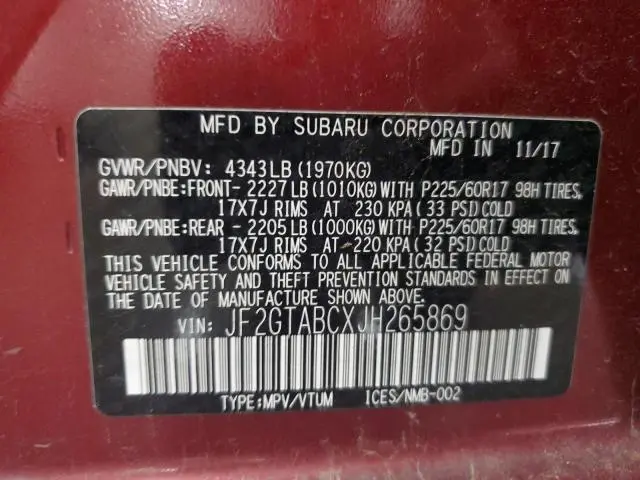 MFD BY SUBARU CORPORATION
MFD IN 11/17
GVWR/PNBV: 4343LB(1970KG)
GAWR/PNBE:FRONT-2227LB(1010KG)WITH P225/60R17 98H TIRES,
17X7J RIMS AT 230 KPA(33 PSI)COLD
GAWR/PNBE:REAR -2205LB(1000KG)WITH P225/60R17 98H TIRES,
17X7J RIMS AT 220 KPA(32 PSI)COLD
THIS VEHICLE CONFORMS TO ALL APPLICABLE FEDERAL MOTOR
VEHICLE SAFETY AND THEFT PREVENTION STANDARDS IN EFFECT ON
THE DATE OF MANUFACTURE SHOWN ABOVE.
VIN: JF2GTABCXJH265869
TYPE:MPV/VTUM ICES/NMB-002